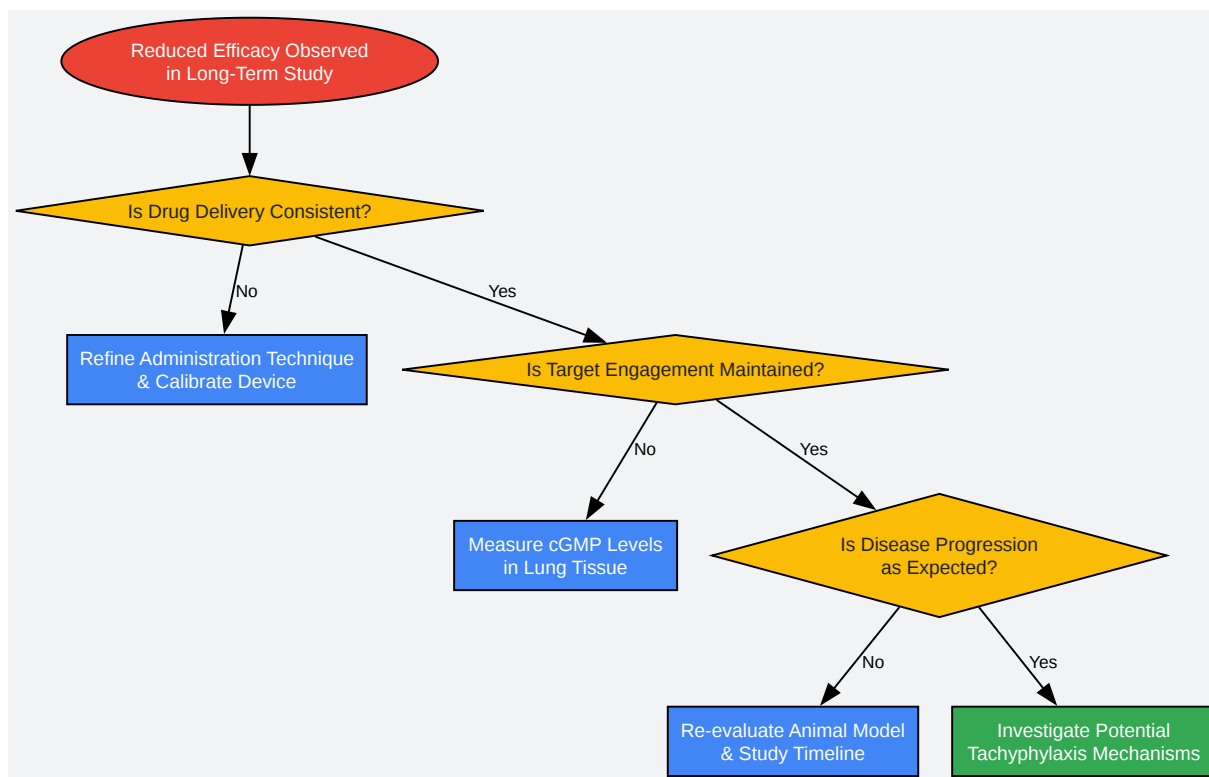 Reduced Efficacy Observed
in Long-Term Study
Is Drug Delivery Consistent?
No
Yes
Refine Administration Technique
& Calibrate Device
Is Target Engagement Maintained?
No
Yes
Measure cGMP Levels
in Lung Tissue
Is Disease Progression
as Expected?
No
Yes
Re-evaluate Animal Model
& Study Timeline
Investigate Potential
Tachyphylaxis Mechanisms